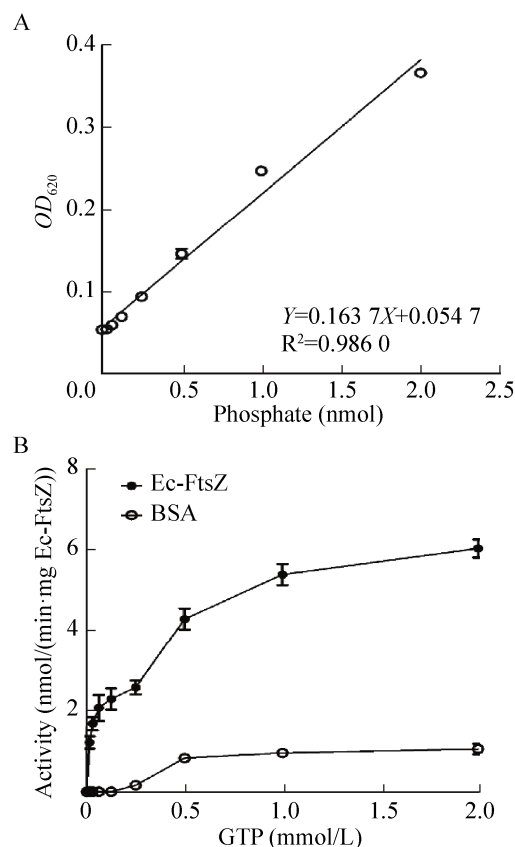 A
0.4
0.3
0.2
0.1
OD620
Y=0.163 7X+0.054 7
R²=0.986 0
0.0 0.5 1.0 1.5 2.0 2.5
Phosphate (nmol)
B
8
6
4
2
Activity (nmol/(min·mg Ec-FtsZ))
Ec-FtsZ
BSA
0 0.5 1.0 1.5 2.0
GTP (mmol/L)